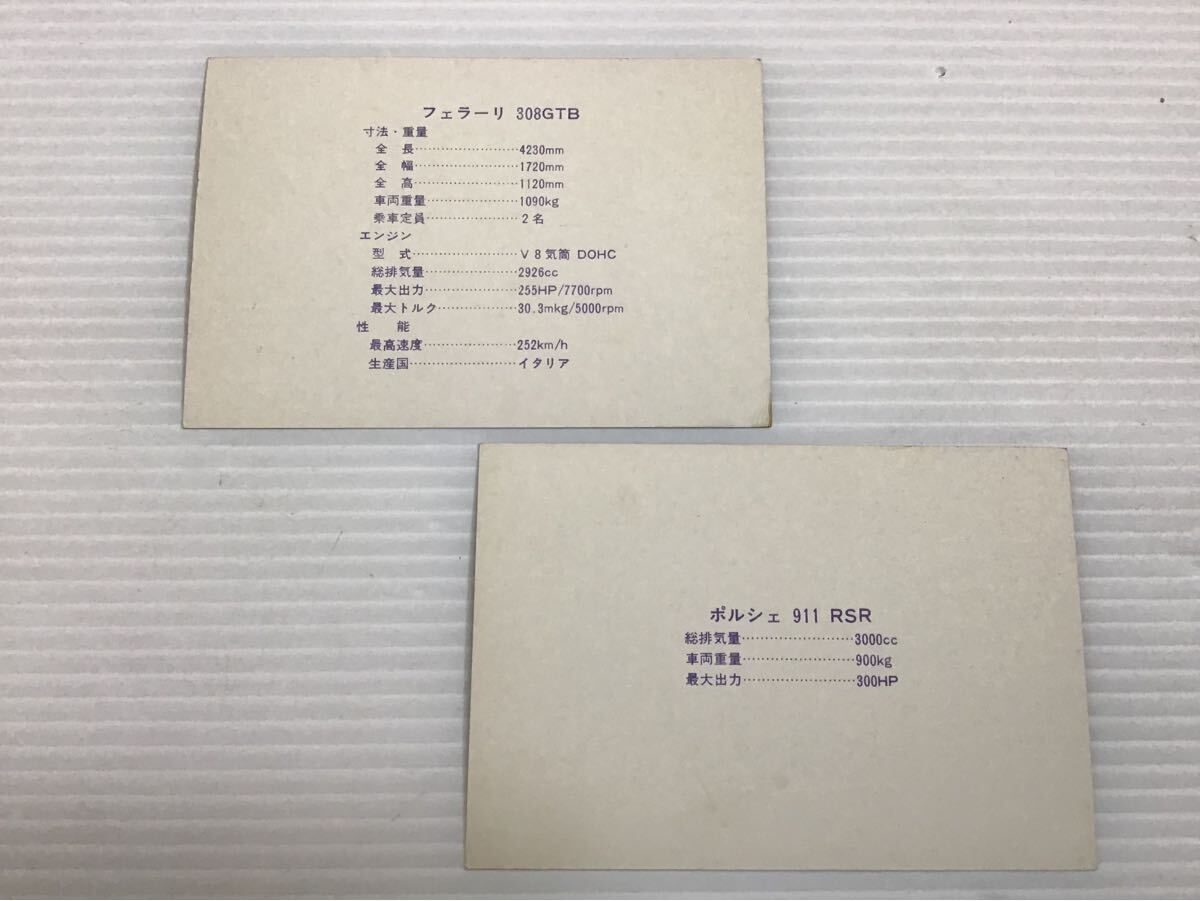 フェラーリ 308GTB
寸法・重量
全 長……………………4230mm
全 幅……………………1720mm
全 高……………………1120mm
車両重量…………………1090kg
乗車定員…………………2名
エンジン
型 式……………………V8気筒 DOHC
総排気量…………………2926cc
最大出力…………………255HP/7700rpm
最大トルク………………30.3mkg/5000rpm
性 能
最高速度…………………252km/h
生産国……………………イタリア
ポルシェ 911 RSR
総排気量……………………3000cc
車両重量……………………900kg
最大出力……………………300HP